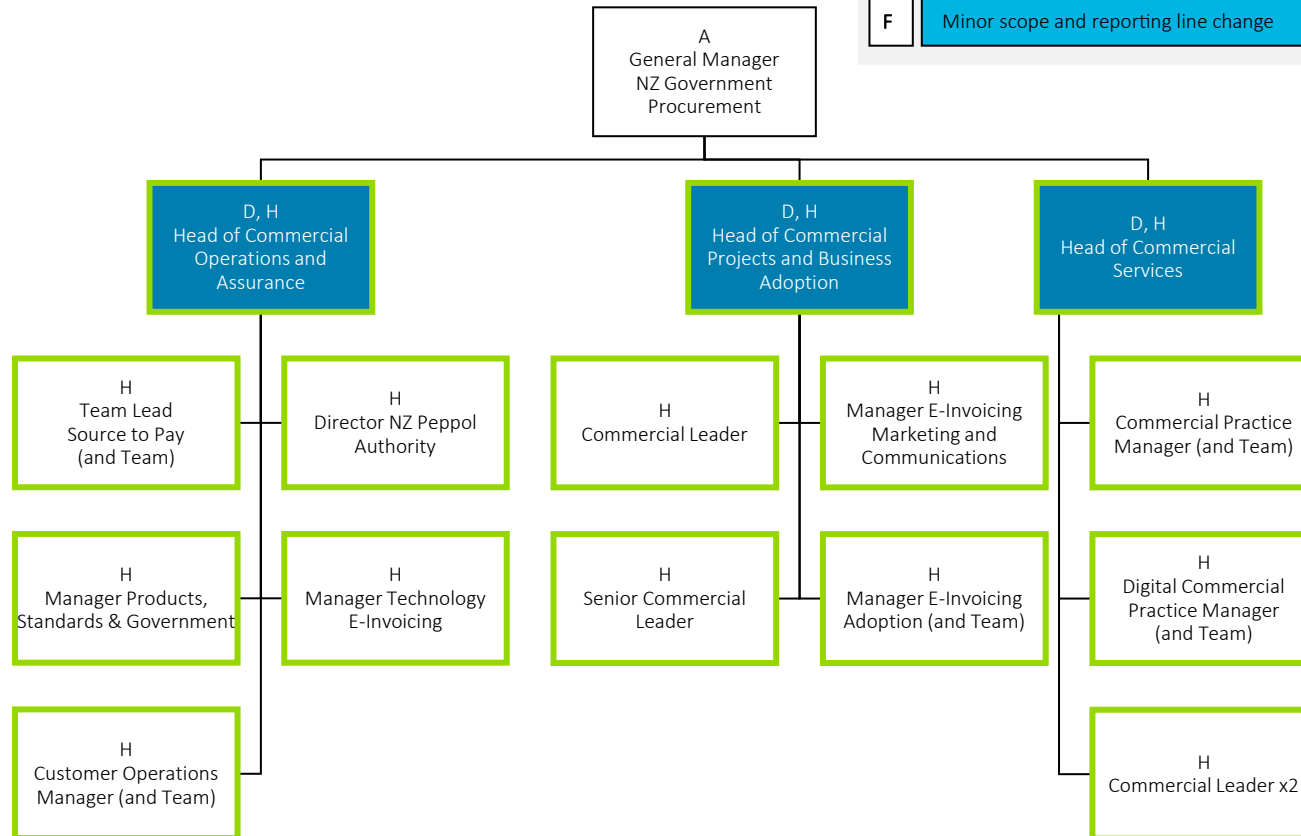 F
Minor scope and reporting line change
A
General Manager
NZ Government
Procurement
D, H
Head of Commercial
Operations and
Assurance
D, H
Head of Commercial
Projects and Business
Adoption
D, H
Head of Commercial
Services
H
Team Lead
Source to Pay
(and Team)
H
Director NZ Peppol
Authority
H
Commercial Leader
H
Manager E-Invoicing
Marketing and
Communications
H
Commercial Practice
Manager (and Team)
H
Manager Products,
Standards & Government
H
Manager Technology
E-Invoicing
H
Senior Commercial
Leader
H
Manager E-Invoicing
Adoption (and Team)
H
Digital Commercial
Practice Manager
(and Team)
H
Customer Operations
Manager (and Team)
H
Commercial Leader x2